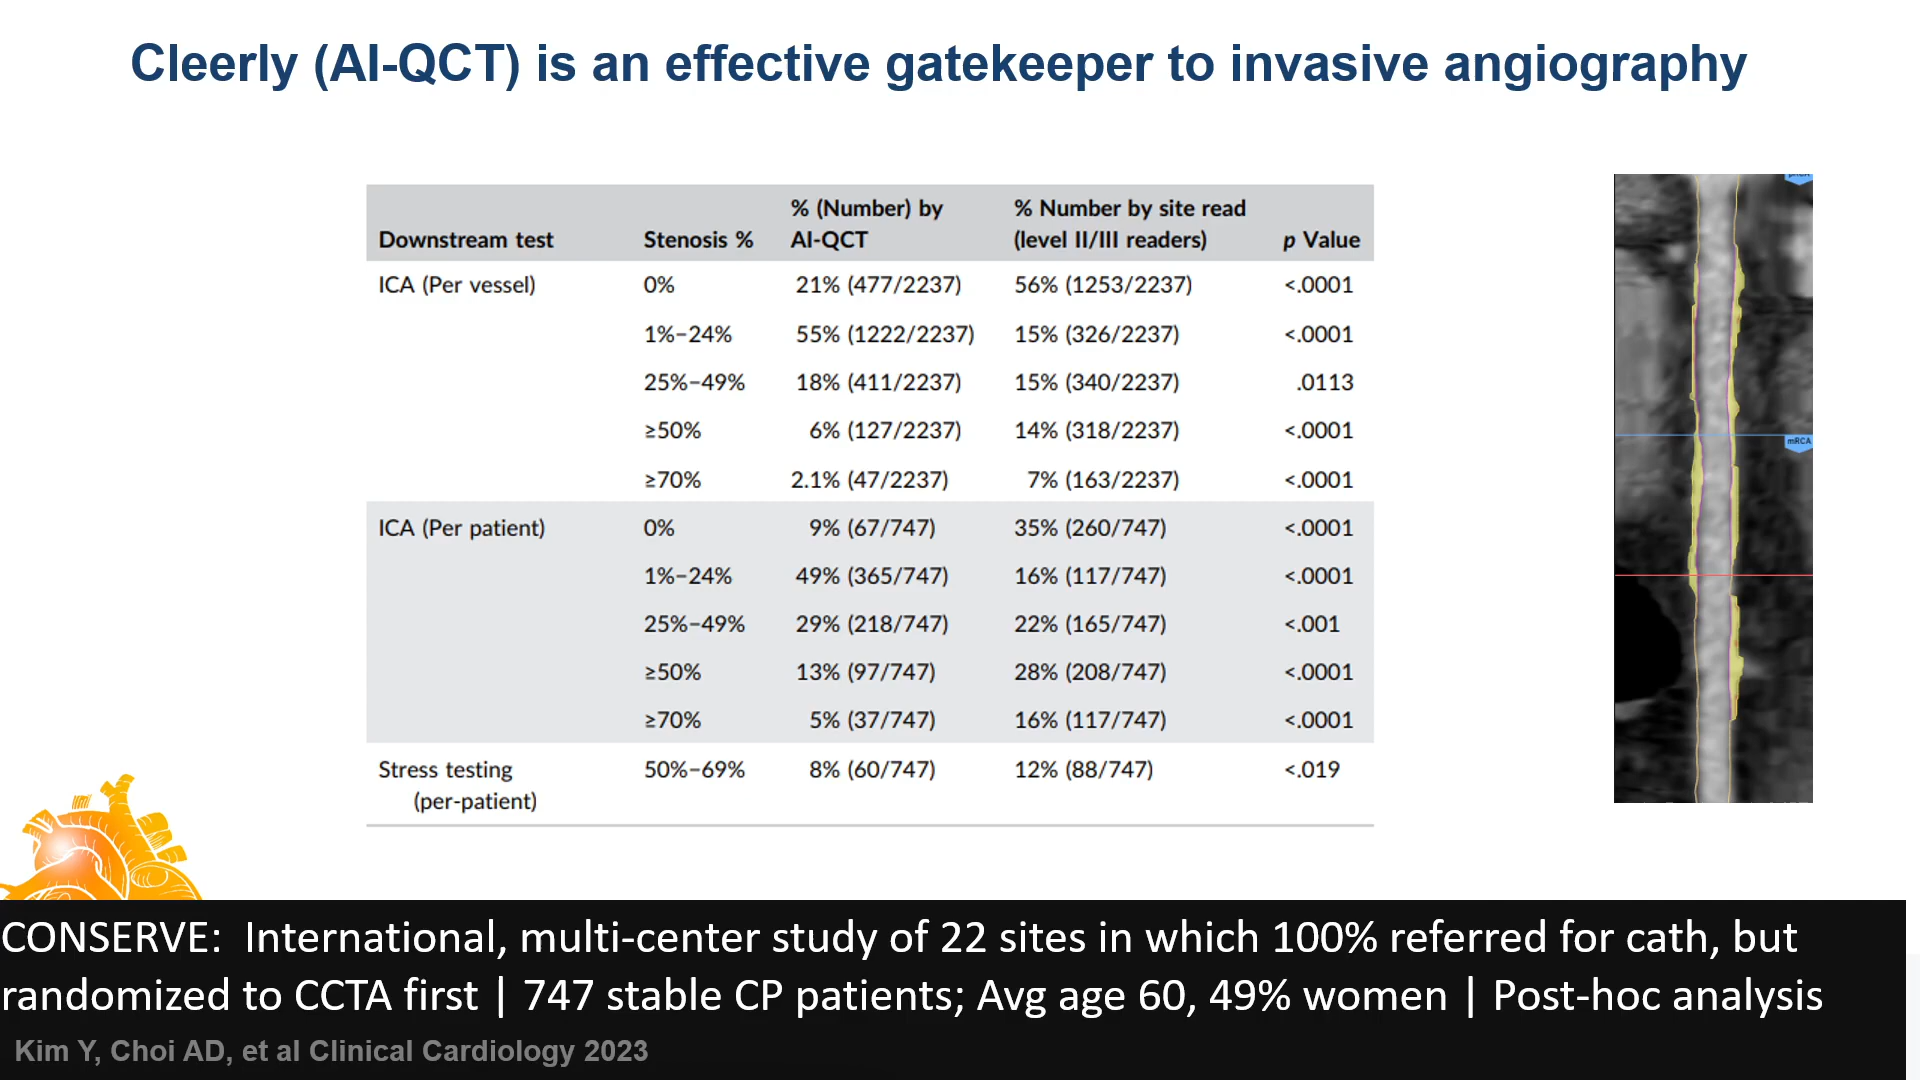 Cleerly (AI-QCT) is an effective gatekeeper to invasive angiography
Downstream test Stenosis % % (Number) by AI-QCT % Number by site read (level II/III readers) p Value
ICA (Per vessel) 0% 21% (477/2237) 56% (1253/2237) <.0001
1%−24% 55% (1222/2237) 15% (326/2237) <.0001
25%−49% 18% (411/2237) 15% (340/2237) .0113
≥50% 6% (127/2237) 14% (318/2237) <.0001
≥70% 2.1% (47/2237) 7% (163/2237) <.0001
ICA (Per patient) 0% 9% (67/747) 35% (260/747) <.0001
1%−24% 49% (365/747) 16% (117/747) <.0001
25%−49% 29% (218/747) 22% (165/747) <.001
≥50% 13% (97/747) 28% (208/747) <.0001
≥70% 5% (37/747) 16% (117/747) <.0001
Stress testing (per-patient) 50%−69% 8% (60/747) 12% (88/747) <.019
mRCA
CONSERVE: International, multi-center study of 22 sites in which 100% referred for cath, but
randomized to CCTA first | 747 stable CP patients; Avg age 60, 49% women | Post-hoc analysis
Kim Y, Choi AD, et al Clinical Cardiology 2023